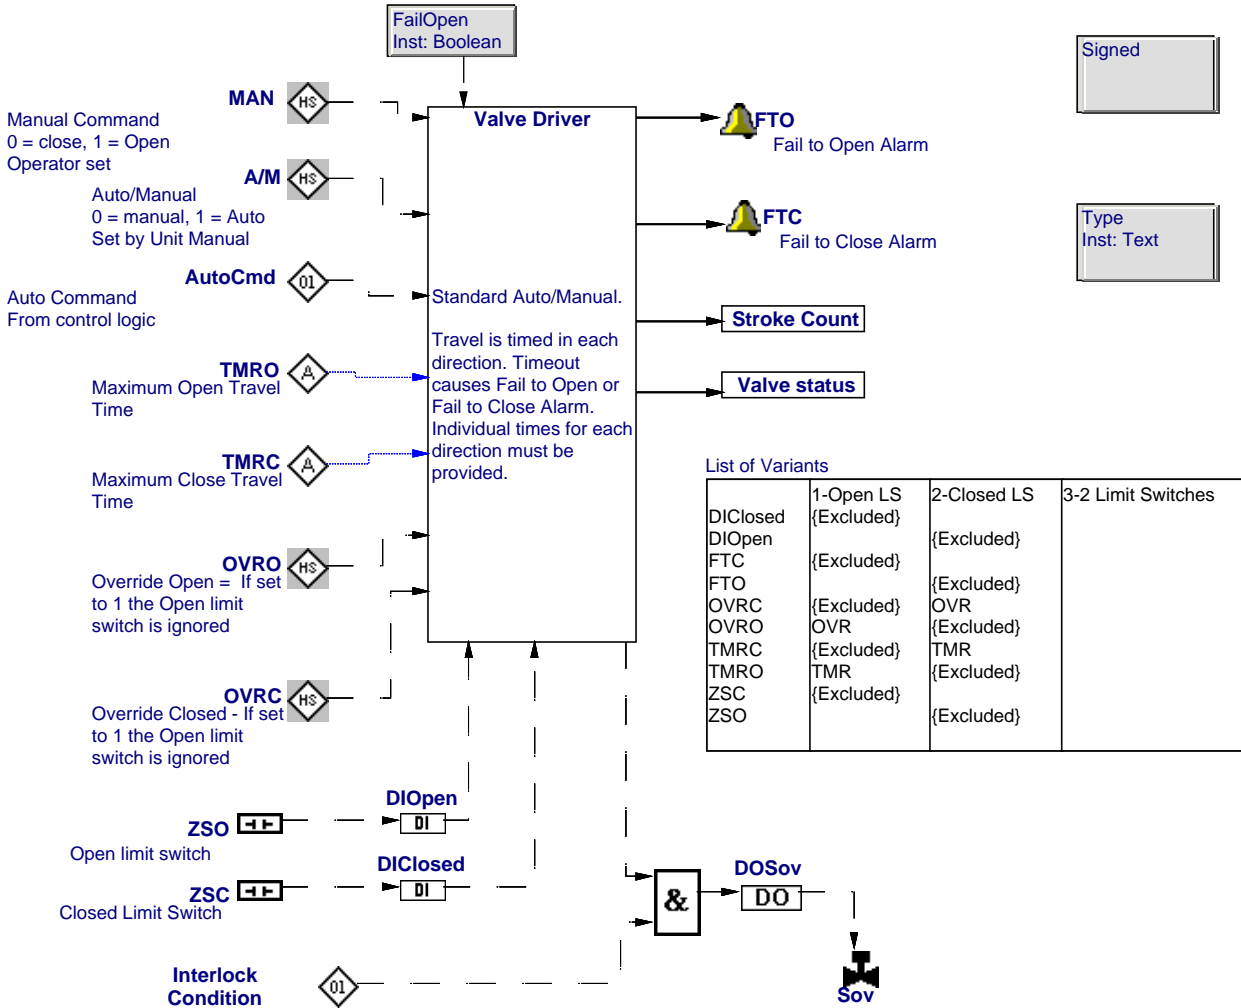 FailOpen
Inst: Boolean
Signed
MAN
HS
Manual Command
0 = close, 1 = Open
Operator set
Valve Driver
FTO
Fail to Open Alarm
A/M
HS
Auto/Manual
0 = manual, 1 = Auto
Set by Unit Manual
FTC
Fail to Close Alarm
Type
Inst: Text
AutoCmd
01
Auto Command
From control logic
Standard Auto/Manual.
Travel is timed in each
direction. Timeout
causes Fail to Open or
Fail to Close Alarm.
Individual times for each
direction must be
provided.
Stroke Count
Valve status
TMRO
A
Maximum Open Travel
Time
TMRC
A
Maximum Close Travel
Time
List of Variants
1-Open LS 2-Closed LS 3-2 Limit Switches
DIClosed {Excluded}
DIOpen {Excluded}
FTC {Excluded}
FTO {Excluded}
OVRC {Excluded} OVR
OVRO OVR {Excluded}
TMRC {Excluded} TMR
TMRO TMR {Excluded}
ZSC {Excluded}
ZSO {Excluded}
OVRO
HS
Override Open = If set
to 1 the Open limit
switch is ignored
OVRC
HS
Override Closed - If set
to 1 the Open limit
switch is ignored
DIOpen
ZSO
DI
Open limit switch
DIClosed
ZSC
DI
Closed Limit Switch
&
DOSov
DO
Interlock
Condition
01
Sov